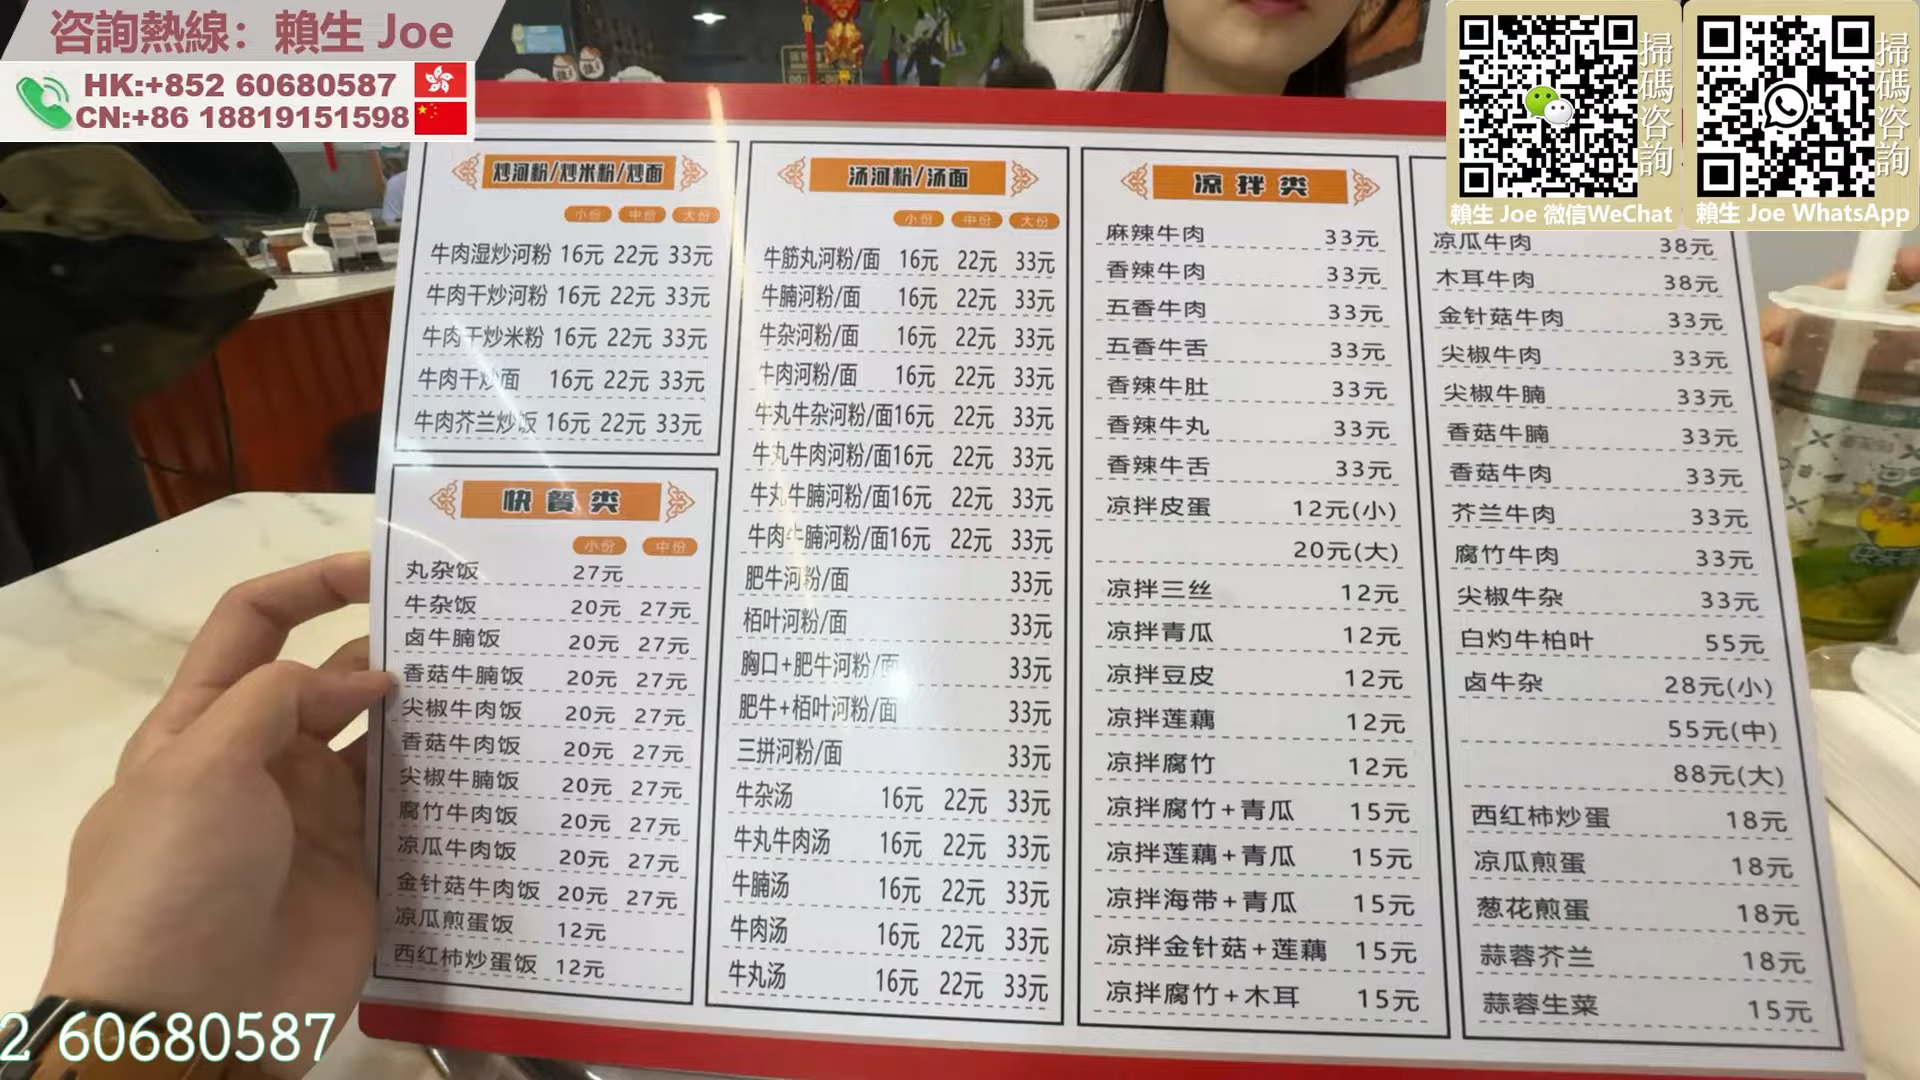 咨詢熱線：賴生 Joe
HK:+852 60680587
CN:+86 18819151598
掃碼咨詢
賴生 Joe 微信WeChat
掃碼咨詢
賴生 Joe WhatsApp
炒河粉/炒米粉/炒面
小份 中份 大份
牛肉湿炒河粉 16元 22元 33元
牛肉干炒河粉 16元 22元 33元
牛肉干炒米粉 16元 22元 33元
牛肉干炒面 16元 22元 33元
牛肉芥兰炒饭 16元 22元 33元
快餐类
小份 中份
丸杂饭 27元
牛杂饭 20元 27元
卤牛腩饭 20元 27元
香菇牛腩饭 20元 27元
尖椒牛肉饭 20元 27元
香菇牛肉饭 20元 27元
尖椒牛腩饭 20元 27元
腐竹牛肉饭 20元 27元
凉瓜牛肉饭 20元 27元
金针菇牛肉饭 20元 27元
凉瓜煎蛋饭 12元
西红柿炒蛋饭 12元
汤河粉/汤面
小份 中份 大份
牛筋丸河粉/面 16元 22元 33元
牛腩河粉/面 16元 22元 33元
牛杂河粉/面 16元 22元 33元
牛肉河粉/面 16元 22元 33元
牛丸牛杂河粉/面16元 22元 33元
牛丸牛肉河粉/面16元 22元 33元
牛丸牛腩河粉/面16元 22元 33元
牛肉牛腩河粉/面16元 22元 33元
肥牛河粉/面 33元
栢叶河粉/面 33元
胸口+肥牛河粉/面 33元
肥牛+栢叶河粉/面 33元
三拼河粉/面 33元
牛杂汤 16元 22元 33元
牛丸牛肉汤 16元 22元 33元
牛腩汤 16元 22元 33元
牛肉汤 16元 22元 33元
牛丸汤 16元 22元 33元
凉拌类
麻辣牛肉 33元
香辣牛肉 33元
五香牛肉 33元
五香牛舌 33元
香辣牛肚 33元
香辣牛丸 33元
香辣牛舌 33元
凉拌皮蛋 12元(小)
20元(大)
凉拌三丝 12元
凉拌青瓜 12元
凉拌豆皮 12元
凉拌莲藕 12元
凉拌腐竹 12元
凉拌腐竹+青瓜 15元
凉拌莲藕+青瓜 15元
凉拌海带+青瓜 15元
凉拌金针菇+莲藕 15元
凉拌腐竹+木耳 15元
凉瓜牛肉 38元
木耳牛肉 38元
金针菇牛肉 33元
尖椒牛肉 33元
尖椒牛腩 33元
香菇牛腩 33元
香菇牛肉 33元
芥兰牛肉 33元
腐竹牛肉 33元
尖椒牛杂 33元
白灼牛柏叶 55元
卤牛杂 28元(小)
55元(中)
88元(大)
西红柿炒蛋 18元
凉瓜煎蛋 18元
葱花煎蛋 18元
蒜蓉芥兰 18元
蒜蓉生菜 15元
2 60680587